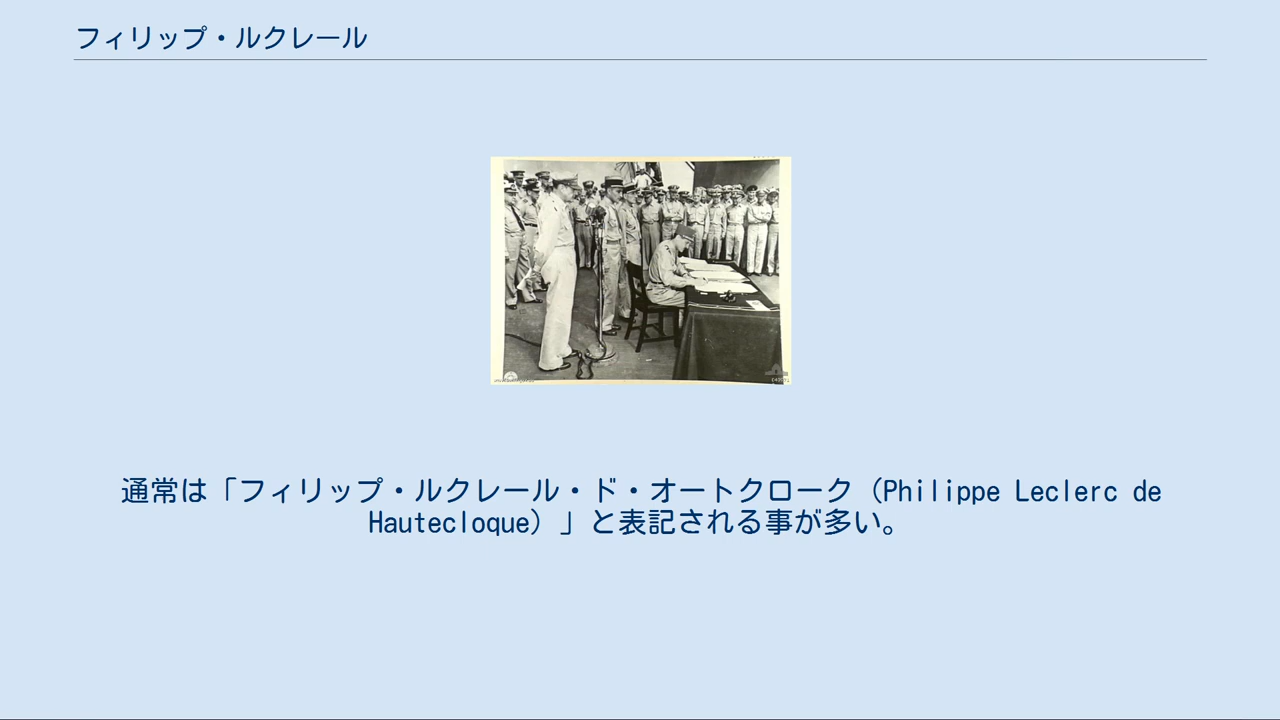 フィリップ・ルクレール
通常は「フィリップ・ルクレール・ド・オートクローク（Philippe Leclerc de
Hautecloque）」と表記される事が多い。